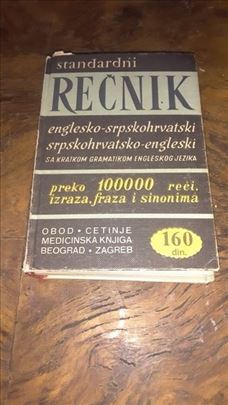 standardni
REČNIK
englesko-srpskohrvatski
srpskohrvatsko-engleski
SA KRATKOM GRAMATIKOM ENGLESKOG JEZIKA
preko 100000 reči,
izraza, fraza i sinonima
OBOD • CETINJE
MEDICINSKA KNJIGA
BEOGRAD • ZAGREB
160
din.